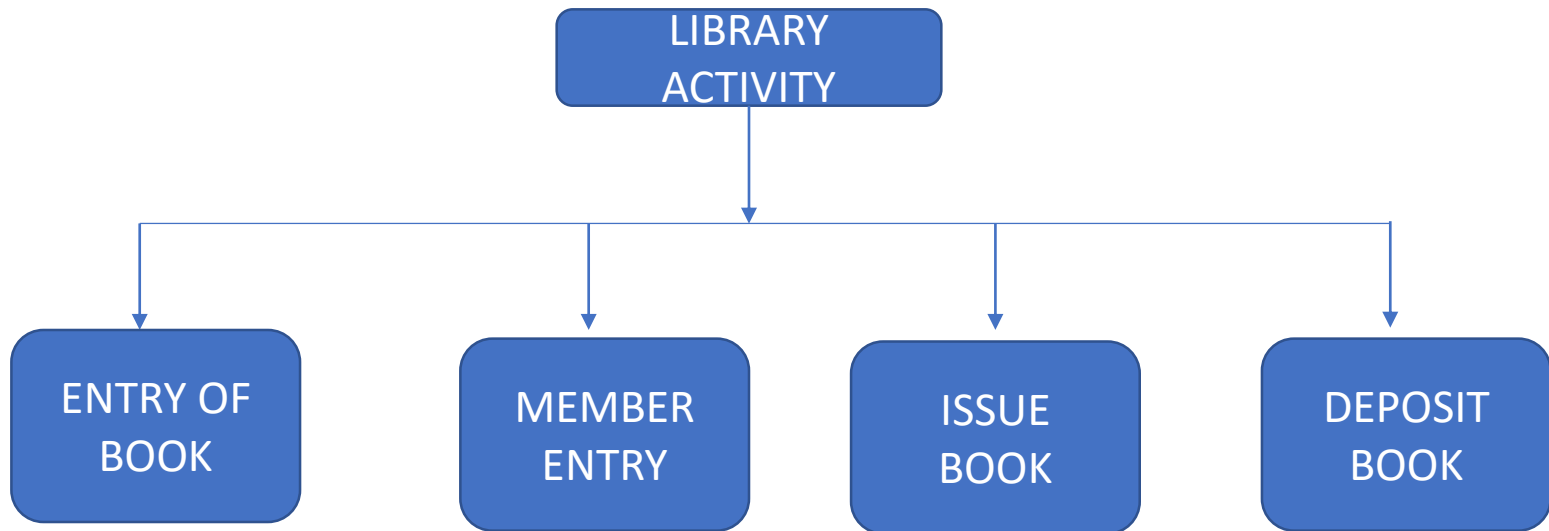 LIBRARY
ACTIVITY
ENTRY OF
BOOK
MEMBER
ENTRY
ISSUE
BOOK
DEPOSIT
BOOK